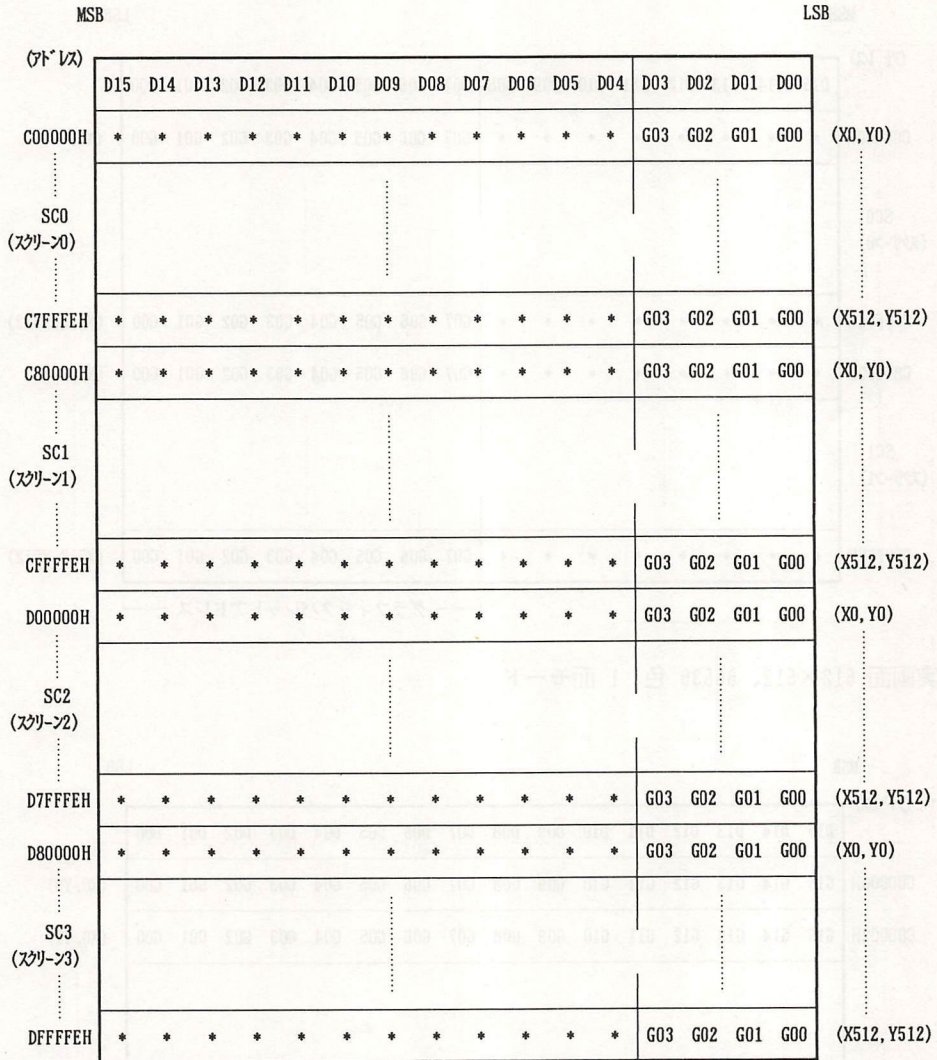 MSB LSB
(アドレス)
D15 D14 D13 D12 D11 D10 D09 D08 D07 D06 D05 D04 D03 D02 D01 D00
C00000H * * * * * * * * * * * * G03 G02 G01 G00 (X0, Y0)
SC0
(スクリーン0)
C7FFFEH * * * * * * * * * * * * G03 G02 G01 G00 (X512, Y512)
C80000H * * * * * * * * * * * * G03 G02 G01 G00 (X0, Y0)
SC1
(スクリーン1)
CFFFFEH * * * * * * * * * * * * G03 G02 G01 G00 (X512, Y512)
D00000H * * * * * * * * * * * * G03 G02 G01 G00 (X0, Y0)
SC2
(スクリーン2)
D7FFFEH * * * * * * * * * * * * G03 G02 G01 G00 (X512, Y512)
D80000H * * * * * * * * * * * * G03 G02 G01 G00 (X0, Y0)
SC3
(スクリーン3)
DFFFFEH * * * * * * * * * * * * G03 G02 G01 G00 (X512, Y512)